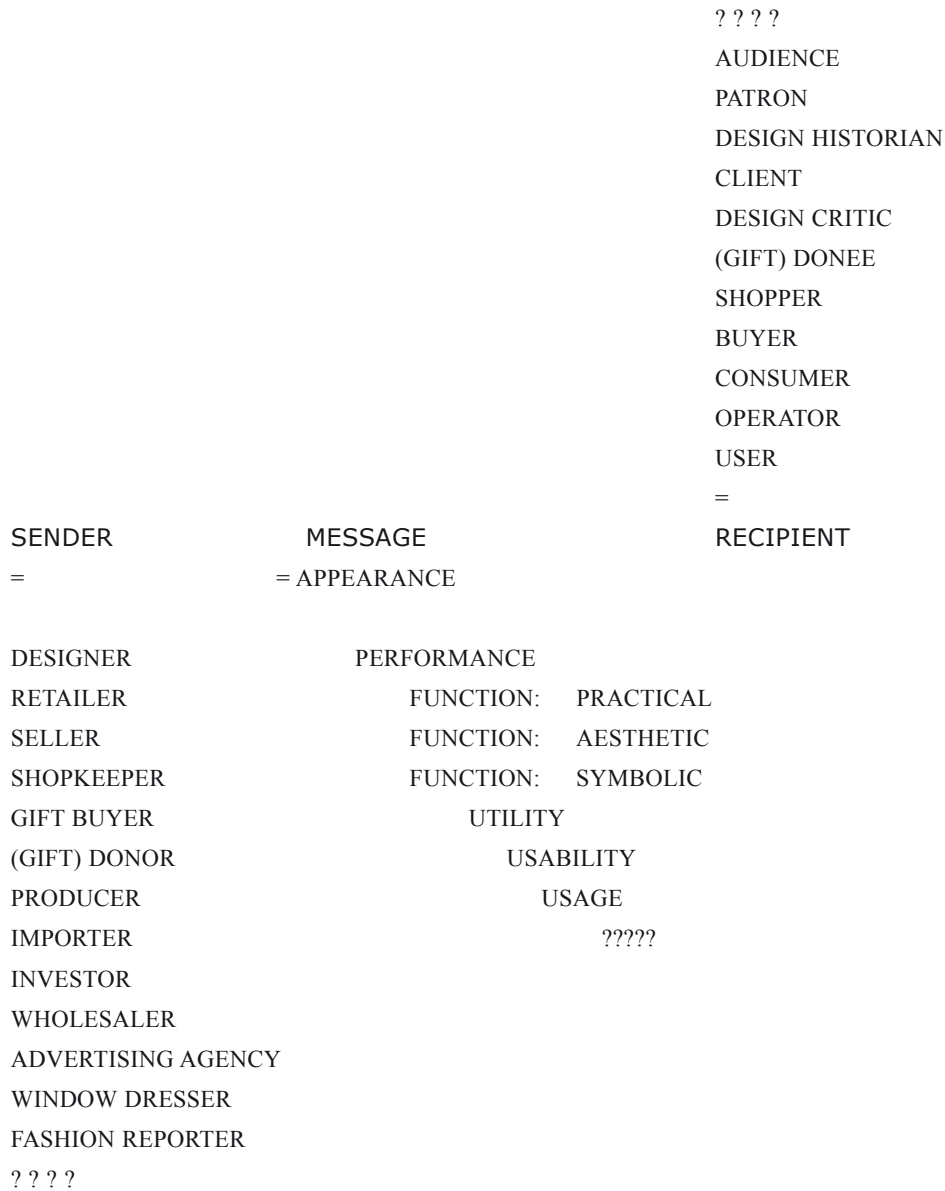 ? ? ? ?
AUDIENCE
PATRON
DESIGN HISTORIAN
CLIENT
DESIGN CRITIC
(GIFT) DONEE
SHOPPER
BUYER
CONSUMER
OPERATOR
USER
=
SENDER MESSAGE RECIPIENT
= = APPEARANCE
DESIGNER PERFORMANCE
RETAILER FUNCTION: PRACTICAL
SELLER FUNCTION: AESTHETIC
SHOPKEEPER FUNCTION: SYMBOLIC
GIFT BUYER UTILITY
(GIFT) DONOR USABILITY
PRODUCER USAGE
IMPORTER ?????
INVESTOR
WHOLESALER
ADVERTISING AGENCY
WINDOW DRESSER
FASHION REPORTER
? ? ? ?